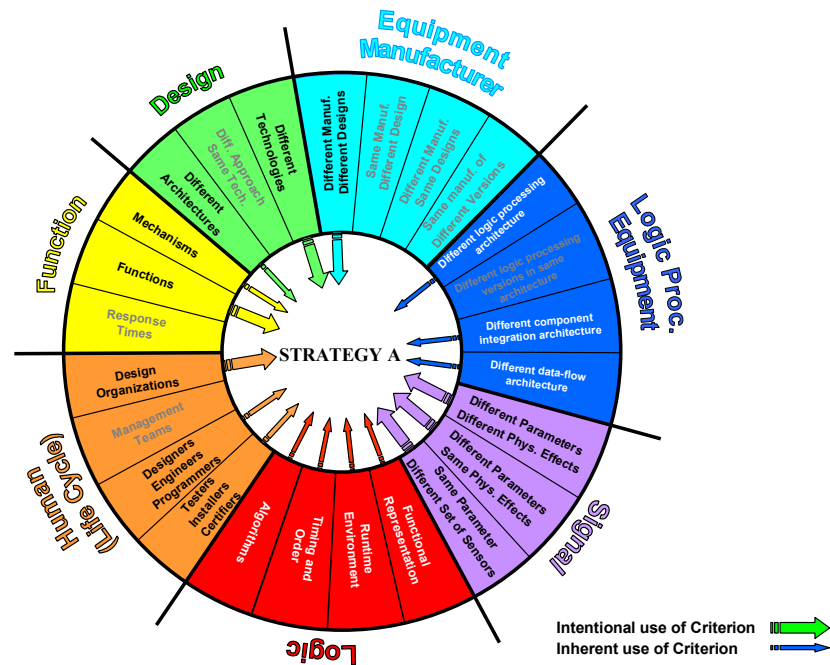 Equipment
Manufacturer
Design
Different Manuf.
Different Designs
Same Manuf.
Different Design
Different Manuf.
Same Designs
Same manuf. of
Different Versions
Different
Technologies
Diff. Approach
Same Tech.
Different
Architectures
Function
Mechanisms
Functions
Response
Times
Logic Proc.
Equipment
Different logic processing
architecture
Different logic processing
versions in same
architecture
Different component
integration architecture
Different data-flow
architecture
STRATEGY A
Human
(Life Cycle)
Design
Organizations
Management
Teams
Designers
Engineers
Programmers
Testers
Installers
Certifiers
Signal
Different Parameters
Different Phys. Effects
Different Parameters
Same Phys. Effects
Same Parameter
Different Set of Sensors
Logic
Algorithms
Timing and
Order
Runtime
Environment
Functional
Representation
Intentional use of Criterion
Inherent use of Criterion